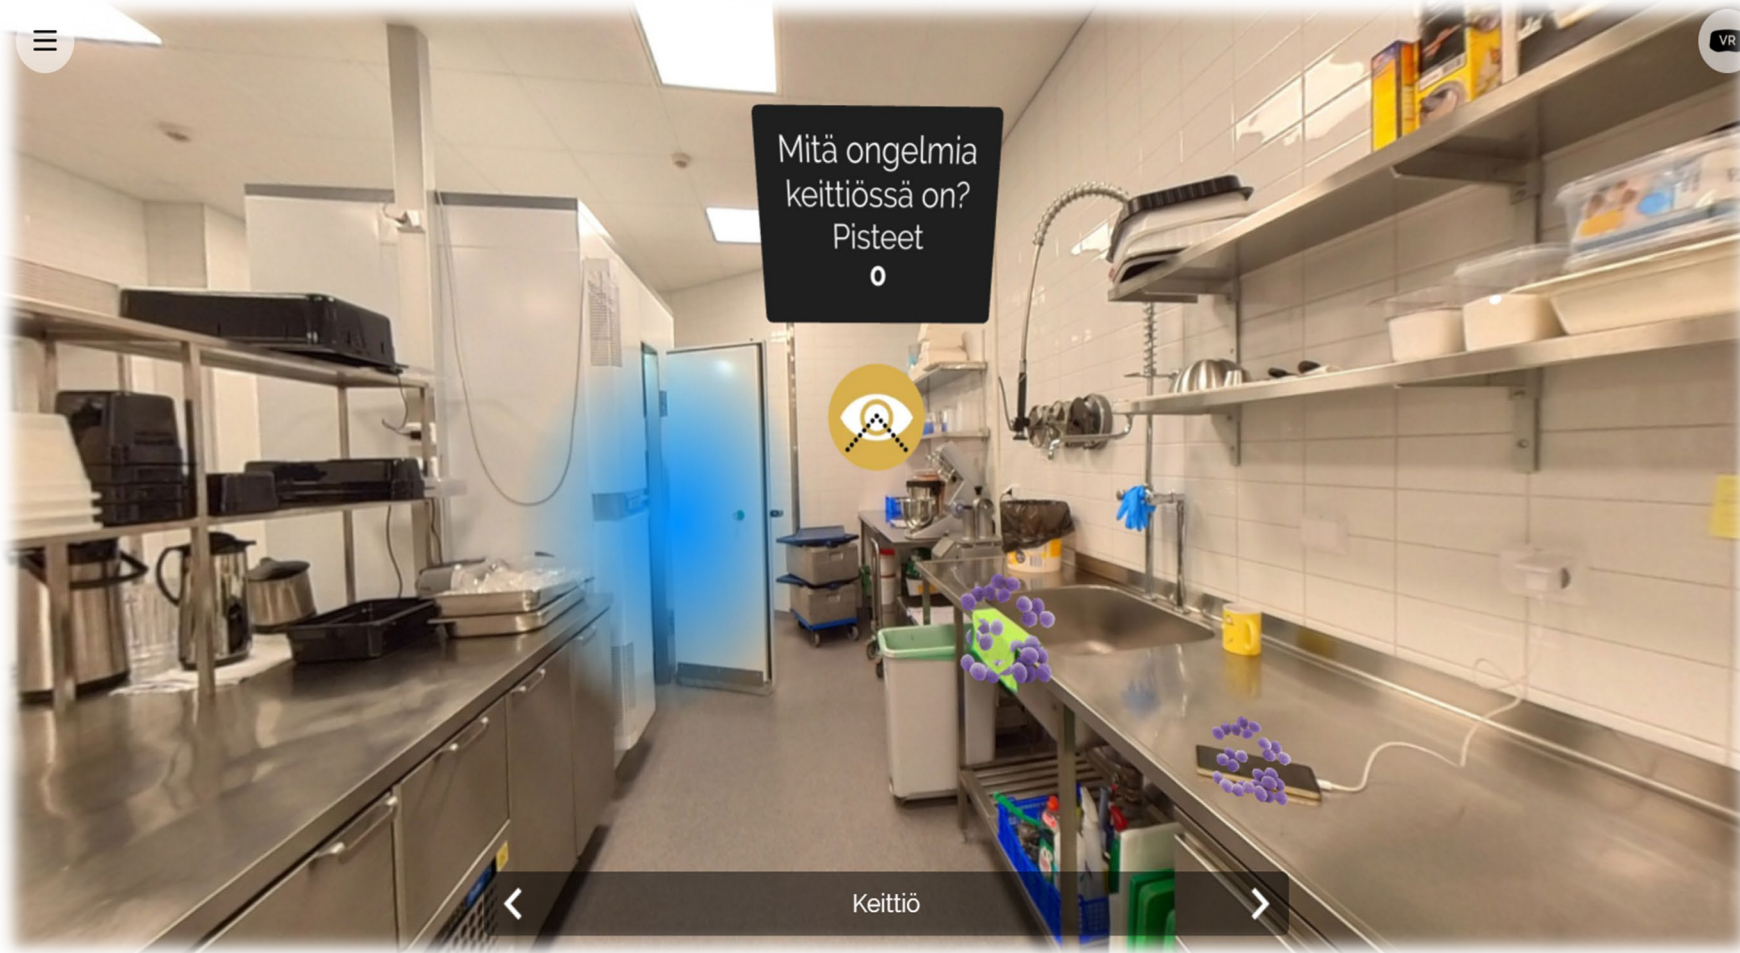 VR
Mitä ongelmia
keittiössä on?
Pisteet
0
Keittiö